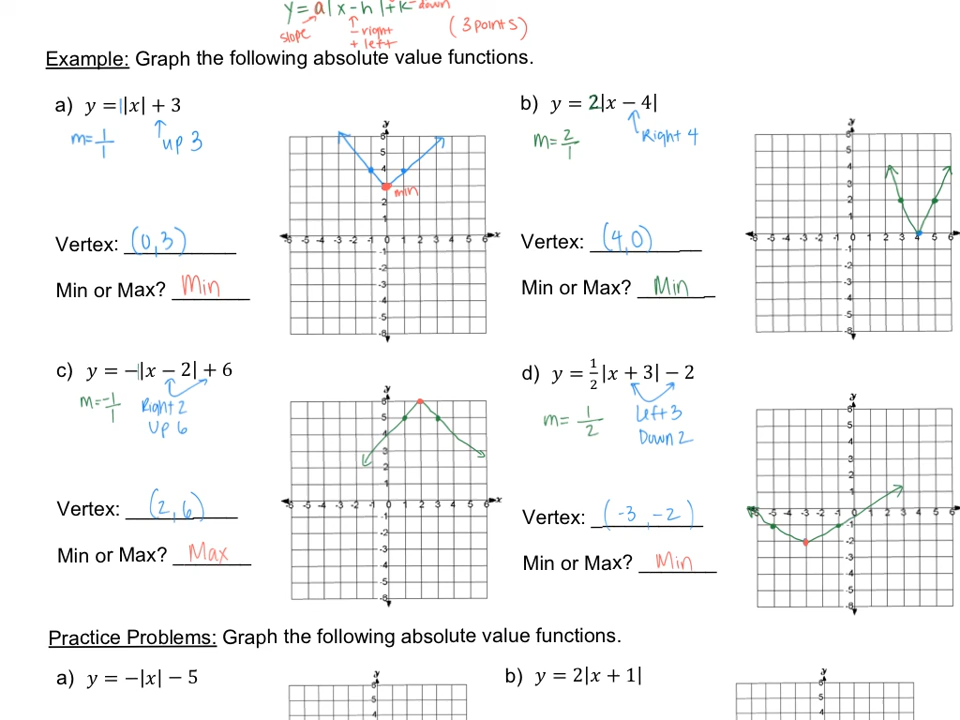 y = a|x-h|+k - down
slope
- right
+ left
(3 points)
Example: Graph the following absolute value functions.
a) y = 1|x| + 3
m= 1/1
up 3
min
Vertex: (0,3)
Min or Max? Min
b) y = 2|x − 4|
m= 2/1
Right 4
Vertex: (4,0)
Min or Max? Min
c) y = −1|x − 2| + 6
m= -1/1
Right 2
Up 6
Vertex: (2,6)
Min or Max? Max
d) y = 1/2|x + 3| − 2
m= 1/2
Left 3
Down 2
Vertex: (-3, -2)
Min or Max? Min
Practice Problems: Graph the following absolute value functions.
a) y = −|x| − 5
b) y = 2|x + 1|